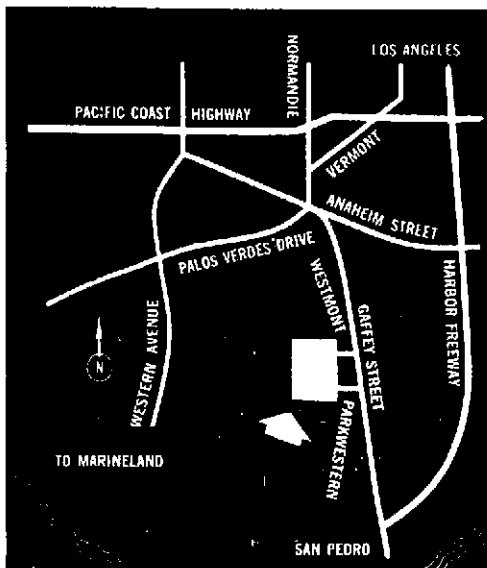 LOS ANGELES
NORMANDIE
PACIFIC COAST HIGHWAY
VERMONT
ANAHEIM STREET
PALOS VERDES DRIVE
WESTMONT
GAFFEY STREET
HARBOR FREEWAY
N
WESTERN AVENUE
PARKWESTERN
TO MARINELAND
SAN PEDRO